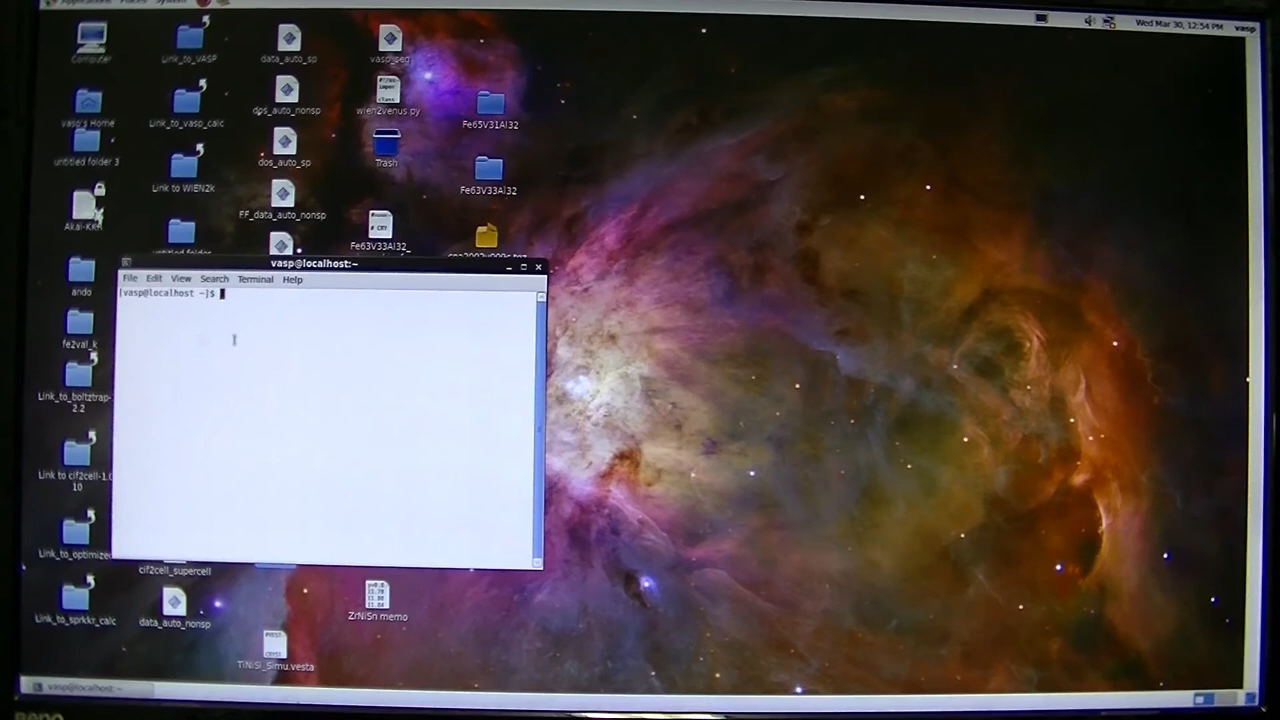 Applications Places System
Wed Mar 30, 12:54 PM vasp
Computer
Link_to_VASP
data_auto_sp
vasp_seq
vasp's Home
Link_to_vasp_calc
dos_auto_nonsp
wien2venus.py
Fe65V31Al32
untitled folder 3
Link to WIEN2k
dos_auto_sp
Trash
Fe63V33Al32
Akai-KKR
untitled folder
FF_data_auto_nonsp
Fe63V33Al32_
vasp@localhost:~
File Edit View Search Terminal Help
[vasp@localhost ~]$
ando
fe2val_k
Link_to_boltztrap-
2.2
Link to cif2cell-1.0
10
Link_to_optimize
cif2cell_supercell
Link_to_sprkkr_calc
data_auto_nonsp
ZrNiSn memo
TiNiSi_Simu.vesta
vasp@localhost:~
BenQ